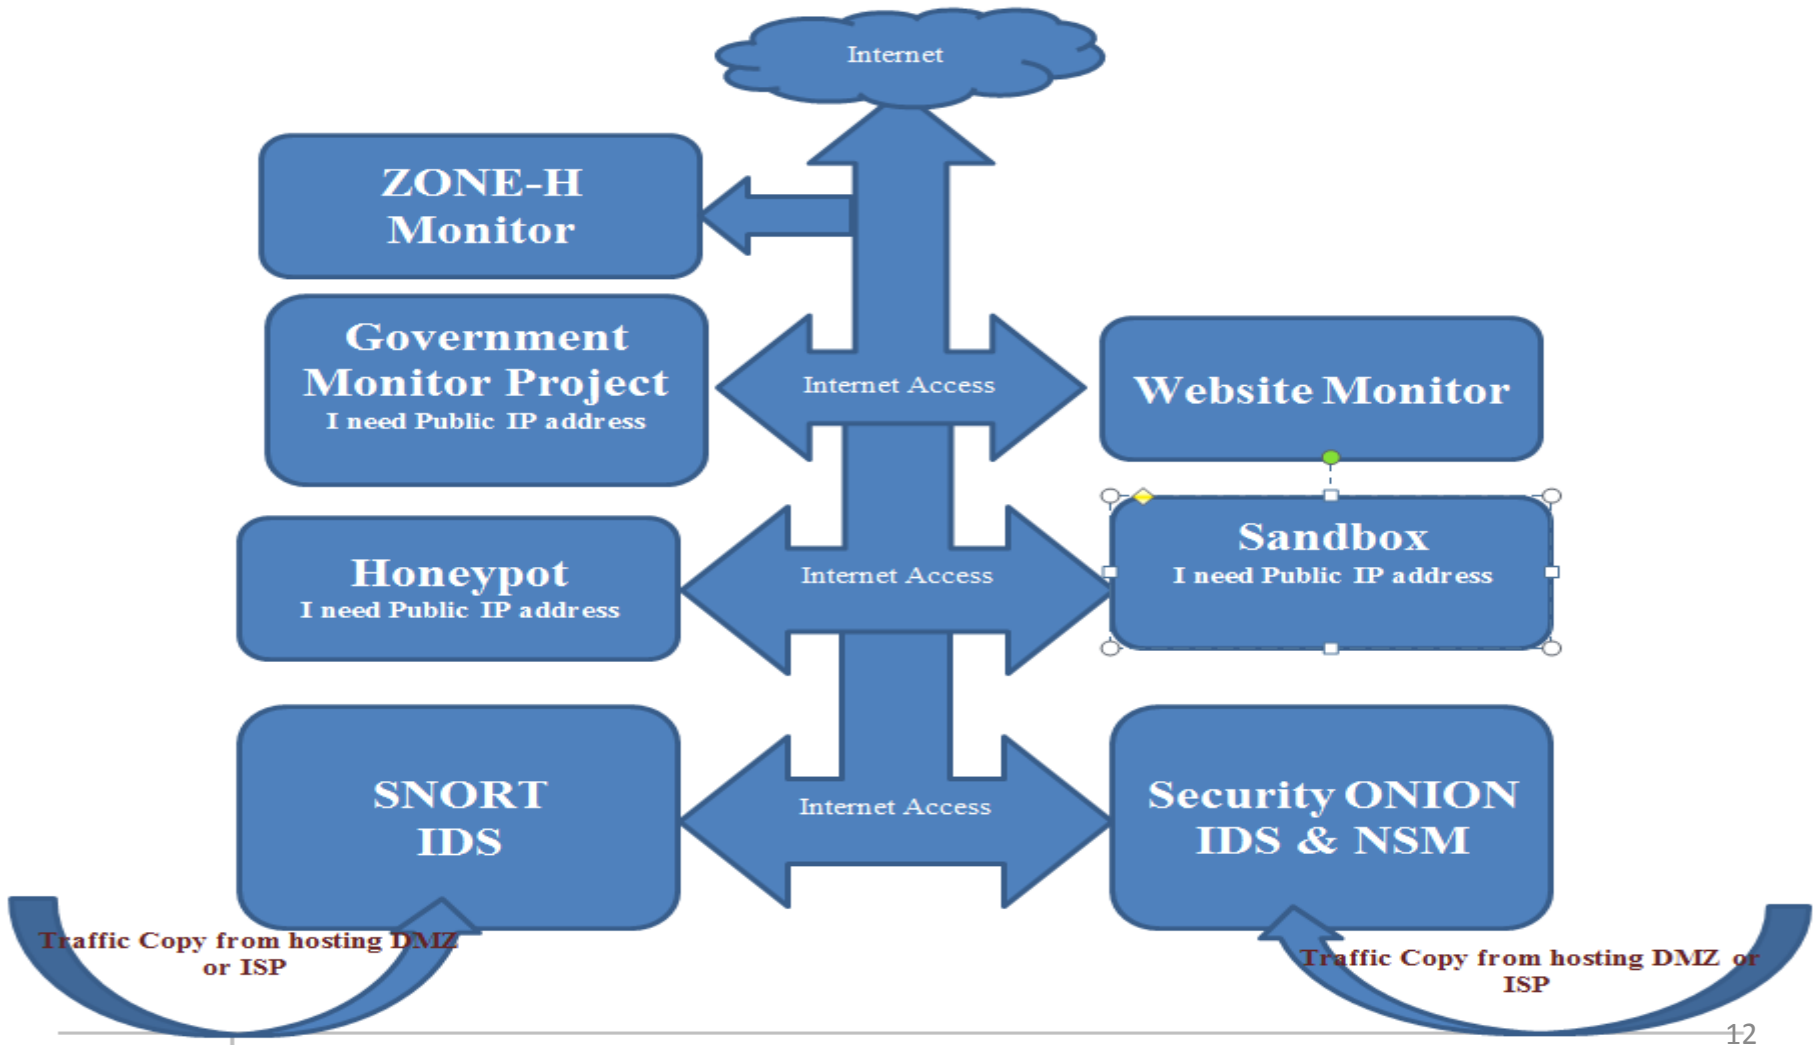 Internet
ZONE-H
Monitor
Government
Monitor Project
I need Public IP address
Internet Access
Website Monitor
Honeypot
I need Public IP address
Internet Access
Sandbox
I need Public IP address
SNORT
IDS
Internet Access
Security ONION
IDS & NSM
Traffic Copy from hosting DMZ
or ISP
Traffic Copy from hosting DMZ or
ISP
12